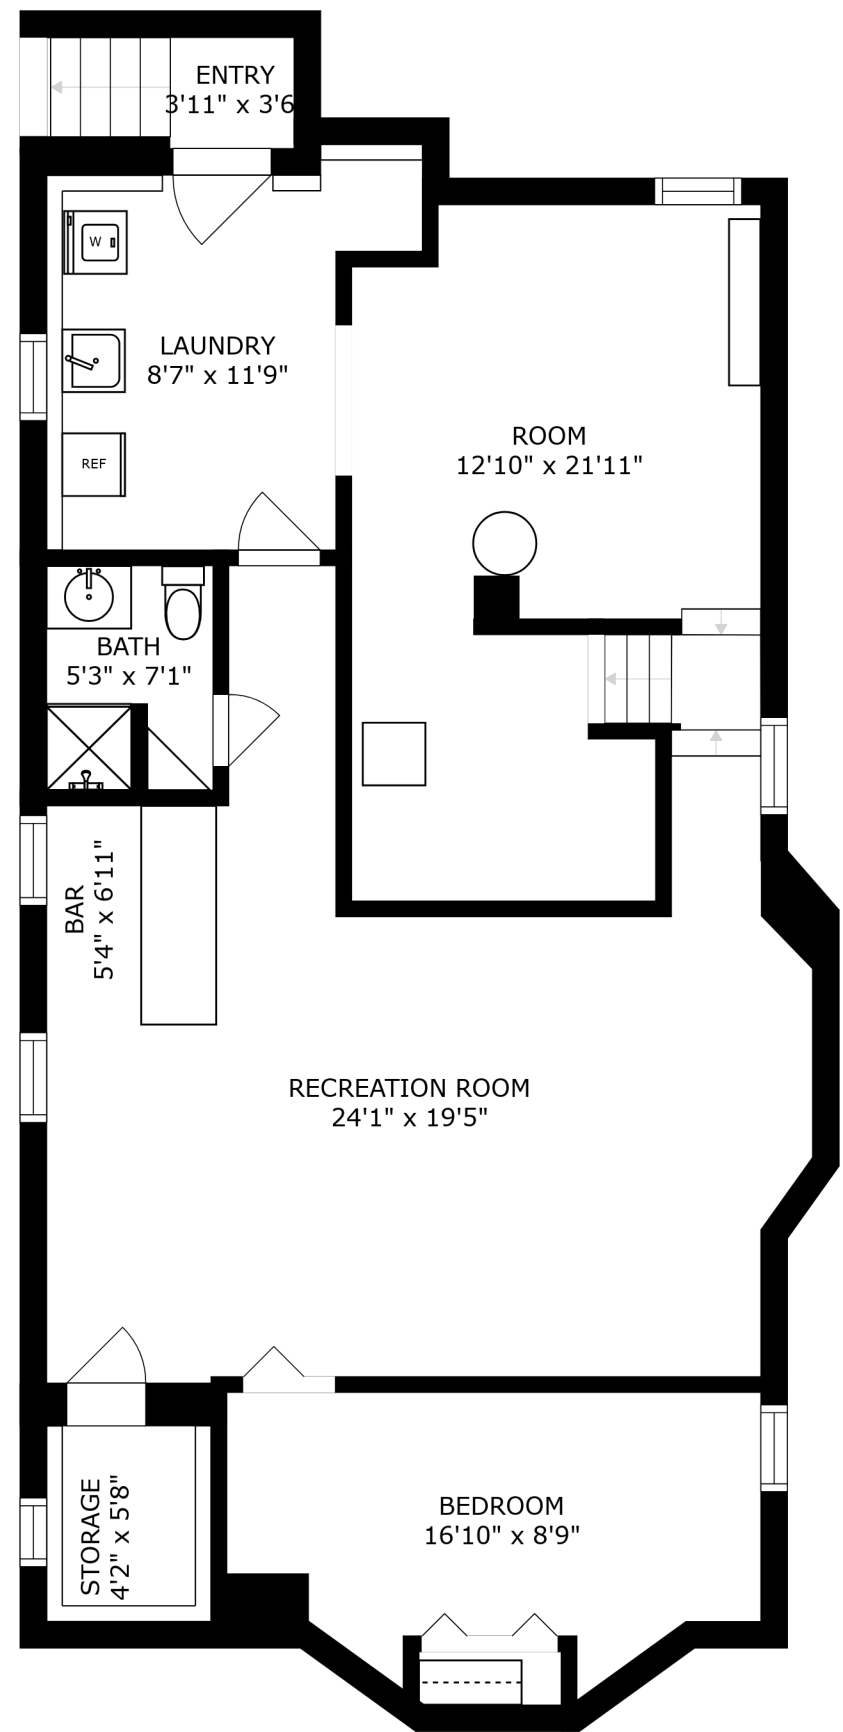 ENTRY
3'11" x 3'6
W
LAUNDRY
8'7" x 11'9"
ROOM
12'10" x 21'11"
REF
BATH
5'3" x 7'1"
BAR
5'4" x 6'11"
RECREATION ROOM
24'1" x 19'5"
STORAGE
4'2" x 5'8"
BEDROOM
16'10" x 8'9"